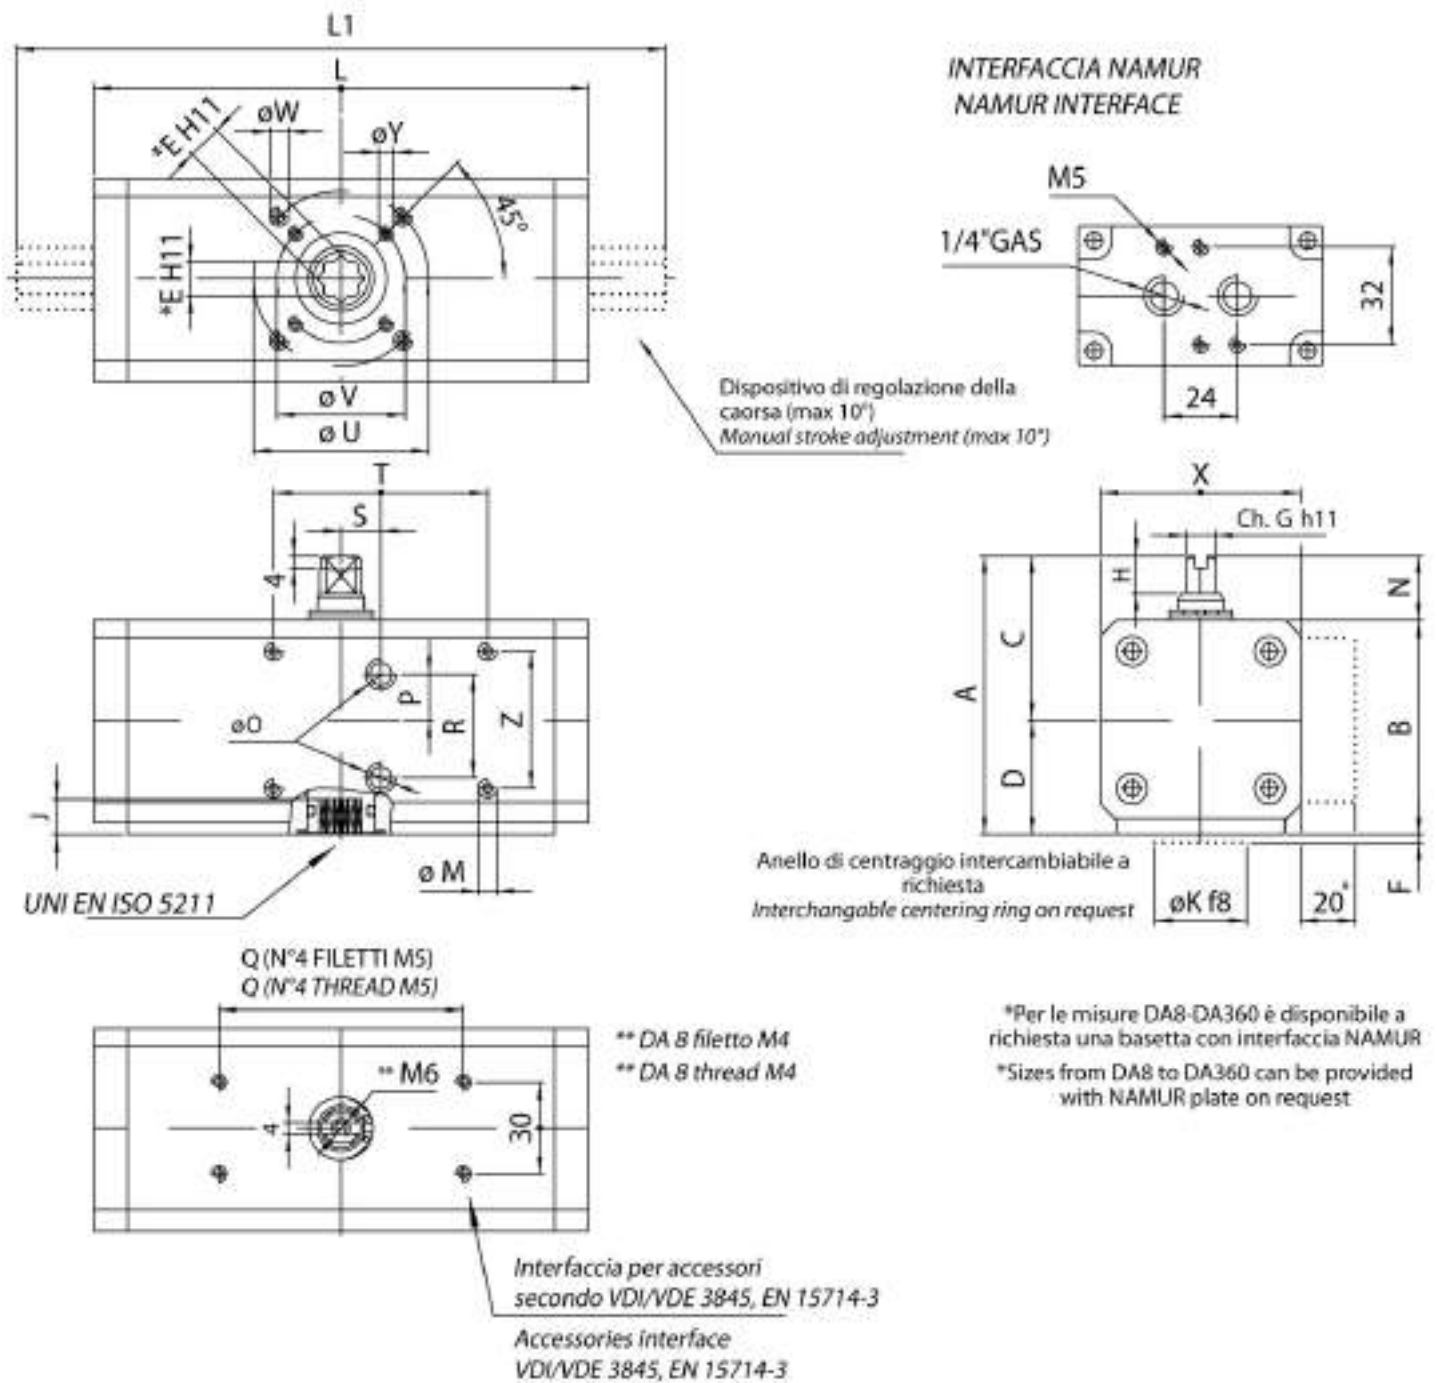 L1
L
øW
*E H11
øY
45°
*E H11
ø V
ø U
INTERFACCIA NAMUR
NAMUR INTERFACE
M5
1/4"GAS
32
24
Dispositivo di regolazione della
caorsa (max 10°)
Manual stroke adjustment (max 10°)
T
S
4
P
R
Z
øO
J
ø M
UNI EN ISO 5211
X
Ch. G h11
H
N
C
A
D
B
F
Anello di centraggio intercambiabile a
richiesta
Interchangable centering ring on request
øK f8
20*
Q (N°4 FILETTI M5)
Q (N°4 THREAD M5)
** M6
4
30
** DA 8 filetto M4
** DA 8 thread M4
*Per le misure DA8-DA360 è disponibile a
richiesta una basetta con interfaccia NAMUR
*Sizes from DA8 to DA360 can be provided
with NAMUR plate on request
Interfaccia per accessori
secondo VDI/VDE 3845, EN 15714-3
Accessories interface
VDI/VDE 3845, EN 15714-3